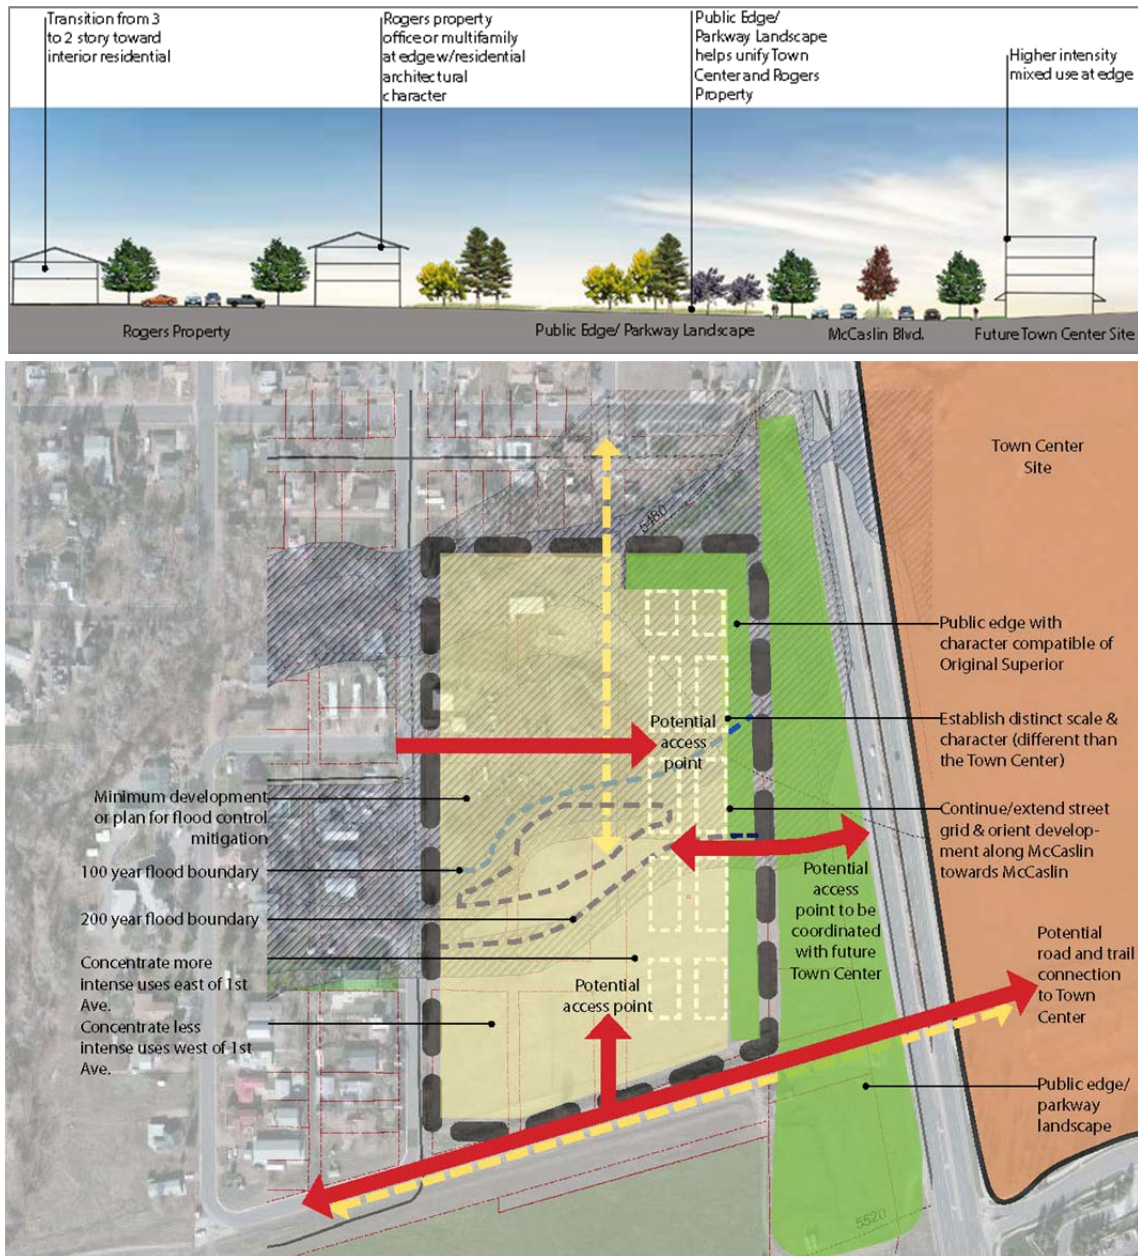 Transition from 3
to 2 story toward
interior residential
Rogers property
office or multifamily
at edge w/residential
architectural
character
Public Edge/
Parkway Landscape
helps unify Town
Center and Rogers
Property
Higher intensity
mixed use at edge
Rogers Property
Public Edge/ Parkway Landscape
McCaslin Blvd.
Future Town Center Site
Town Center
Site
5480
Public edge with
character compatible of
Original Superior
Potential
access
point
Establish distinct scale &
character (different than
the Town Center)
Minimum development
or plan for flood control
mitigation
Continue/extend street
grid & orient develop-
ment along McCaslin
towards McCaslin
100 year flood boundary
200 year flood boundary
Potential
access
point to be
coordinated
with future
Town Center
Potential
road and trail
connection
to Town
Center
Concentrate more
intense uses east of 1st
Ave.
Potential
access point
Concentrate less
intense uses west of 1st
Ave.
Public edge/
parkway
landscape
5520